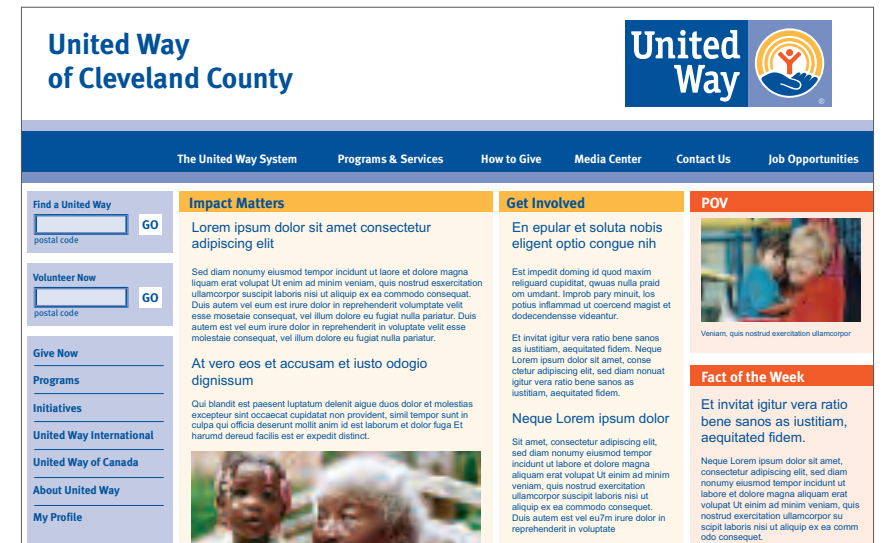 United Way
of Cleveland County
United
Way
®
The United Way System Programs & Services How to Give Media Center Contact Us Job Opportunities
Find a United Way
GO
postal code
Volunteer Now
GO
postal code
Give Now
Programs
Initiatives
United Way International
United Way of Canada
About United Way
My Profile
Impact Matters
Lorem ipsum dolor sit amet consectetur
adipiscing elit
Sed diam nonumy eiusmod tempor incidunt ut laore et dolore magna
liquam erat volupat Ut enim ad minim veniam, quis nostrud exsercitation
ullamcorpor suscipit laboris nisi ut aliquip ex ea commodo consequat.
Duis autem vel eum est irure dolor in reprehenderit voluptate velit
esse mosetaie consequat, vel illum dolore eu fugiat nulla pariatur. Duis
autem est vel eum irure dolor in reprehenderit in voluptate velit esse
molestaie consequat, vel illum dolore eu fugiat nulla pariatur.
At vero eos et accusam et iusto odogio
dignissum
Qui blandit est paesent luptatum delenit aigue duos dolor et molestias
excepteur sint occaecat cupidatat non provident, simil tempor sunt in
culpa qui officia deserunt mollit anim id est laborum et dolor fuga Et
harumd dereud facilis est er expedit distinct.
Get Involved
En epular et soluta nobis
eligent optio congue nih
Est impedit doming id quod maxim
religuard cupiditat, qwuas nulla praid
om umdant. Improb pary minuit, los
potius inflammad ut coercend magist et
dodecendensse videantur.
Et invitat igitur vera ratio bene sanos
as iustitiam, aequitated fidem. Neque
Lorem ipsum dolor sit amet, conse
ctetur adipiscing elit, sed diam nonuat
igitur vera ratio bene sanos as
iustitiam, aequitated fidem.
Neque Lorem ipsum dolor
Sit amet, consectetur adipiscing elit,
sed diam nonumy eiusmod tempor
incidunt ut labore et dolore magna
aliquam erat volupat Ut enim ad minim
veniam, quis nostrud exercitation
ullamcorpor suscipit laboris nisi ut
aliquip ex ea commodo consequat.
Duis autem est vel eu7m irure dolor in
reprehenderit in voluptate
POV
Veniam, quis nostrud exercitation ullamcorpor
Fact of the Week
Et invitat igitur vera ratio
bene sanos as iustitiam,
aequitated fidem.
Neque Lorem ipsum dolor sit amet,
consectetur adipiscing elit, sed diam
nonumy eiusmod tempor incidunt ut
labore et dolore magna aliquam erat
volupat Ut enim ad minim veniam, quis
nostrud exercitation ullamcorpor su
scipit laboris nisi ut aliquip ex ea comm
odo consequet.